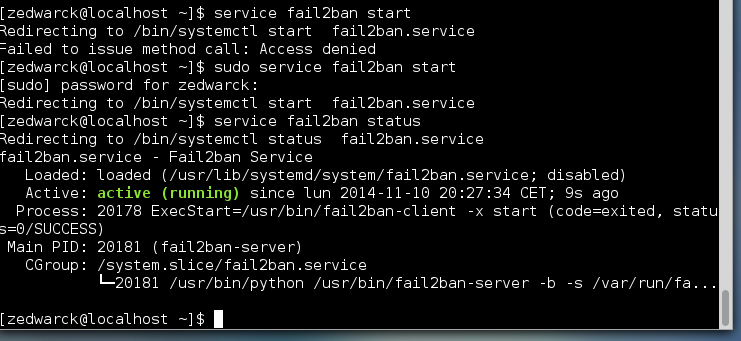 [zedwarck@localhost ~]$ service fail2ban start
Redirecting to /bin/systemctl start  fail2ban.service
Failed to issue method call: Access denied
[zedwarck@localhost ~]$ sudo service fail2ban start
[sudo] password for zedwarck:
Redirecting to /bin/systemctl start  fail2ban.service
[zedwarck@localhost ~]$ service fail2ban status
Redirecting to /bin/systemctl status  fail2ban.service
fail2ban.service - Fail2ban Service
   Loaded: loaded (/usr/lib/systemd/system/fail2ban.service; disabled)
   Active: active (running) since lun 2014-11-10 20:27:34 CET; 9s ago
  Process: 20178 ExecStart=/usr/bin/fail2ban-client -x start (code=exited, statu
s=0/SUCCESS)
 Main PID: 20181 (fail2ban-server)
   CGroup: /system.slice/fail2ban.service
           └─20181 /usr/bin/python /usr/bin/fail2ban-server -b -s /var/run/fa...
[zedwarck@localhost ~]$